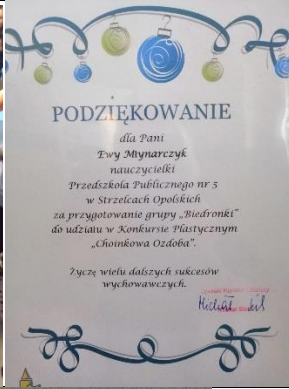 PODZIĘKOWANIE
dla Pani
Ewy Młynarczyk
nauczycielki
Przedszkola Publicznego nr 5
w Strzelcach Opolskich
za przygotowanie grupy „Biedronki”
do udziału w Konkursie Plastycznym
„Choinkowa Ozdoba”.
Życzę wielu dalszych sukcesów
wychowawczych.